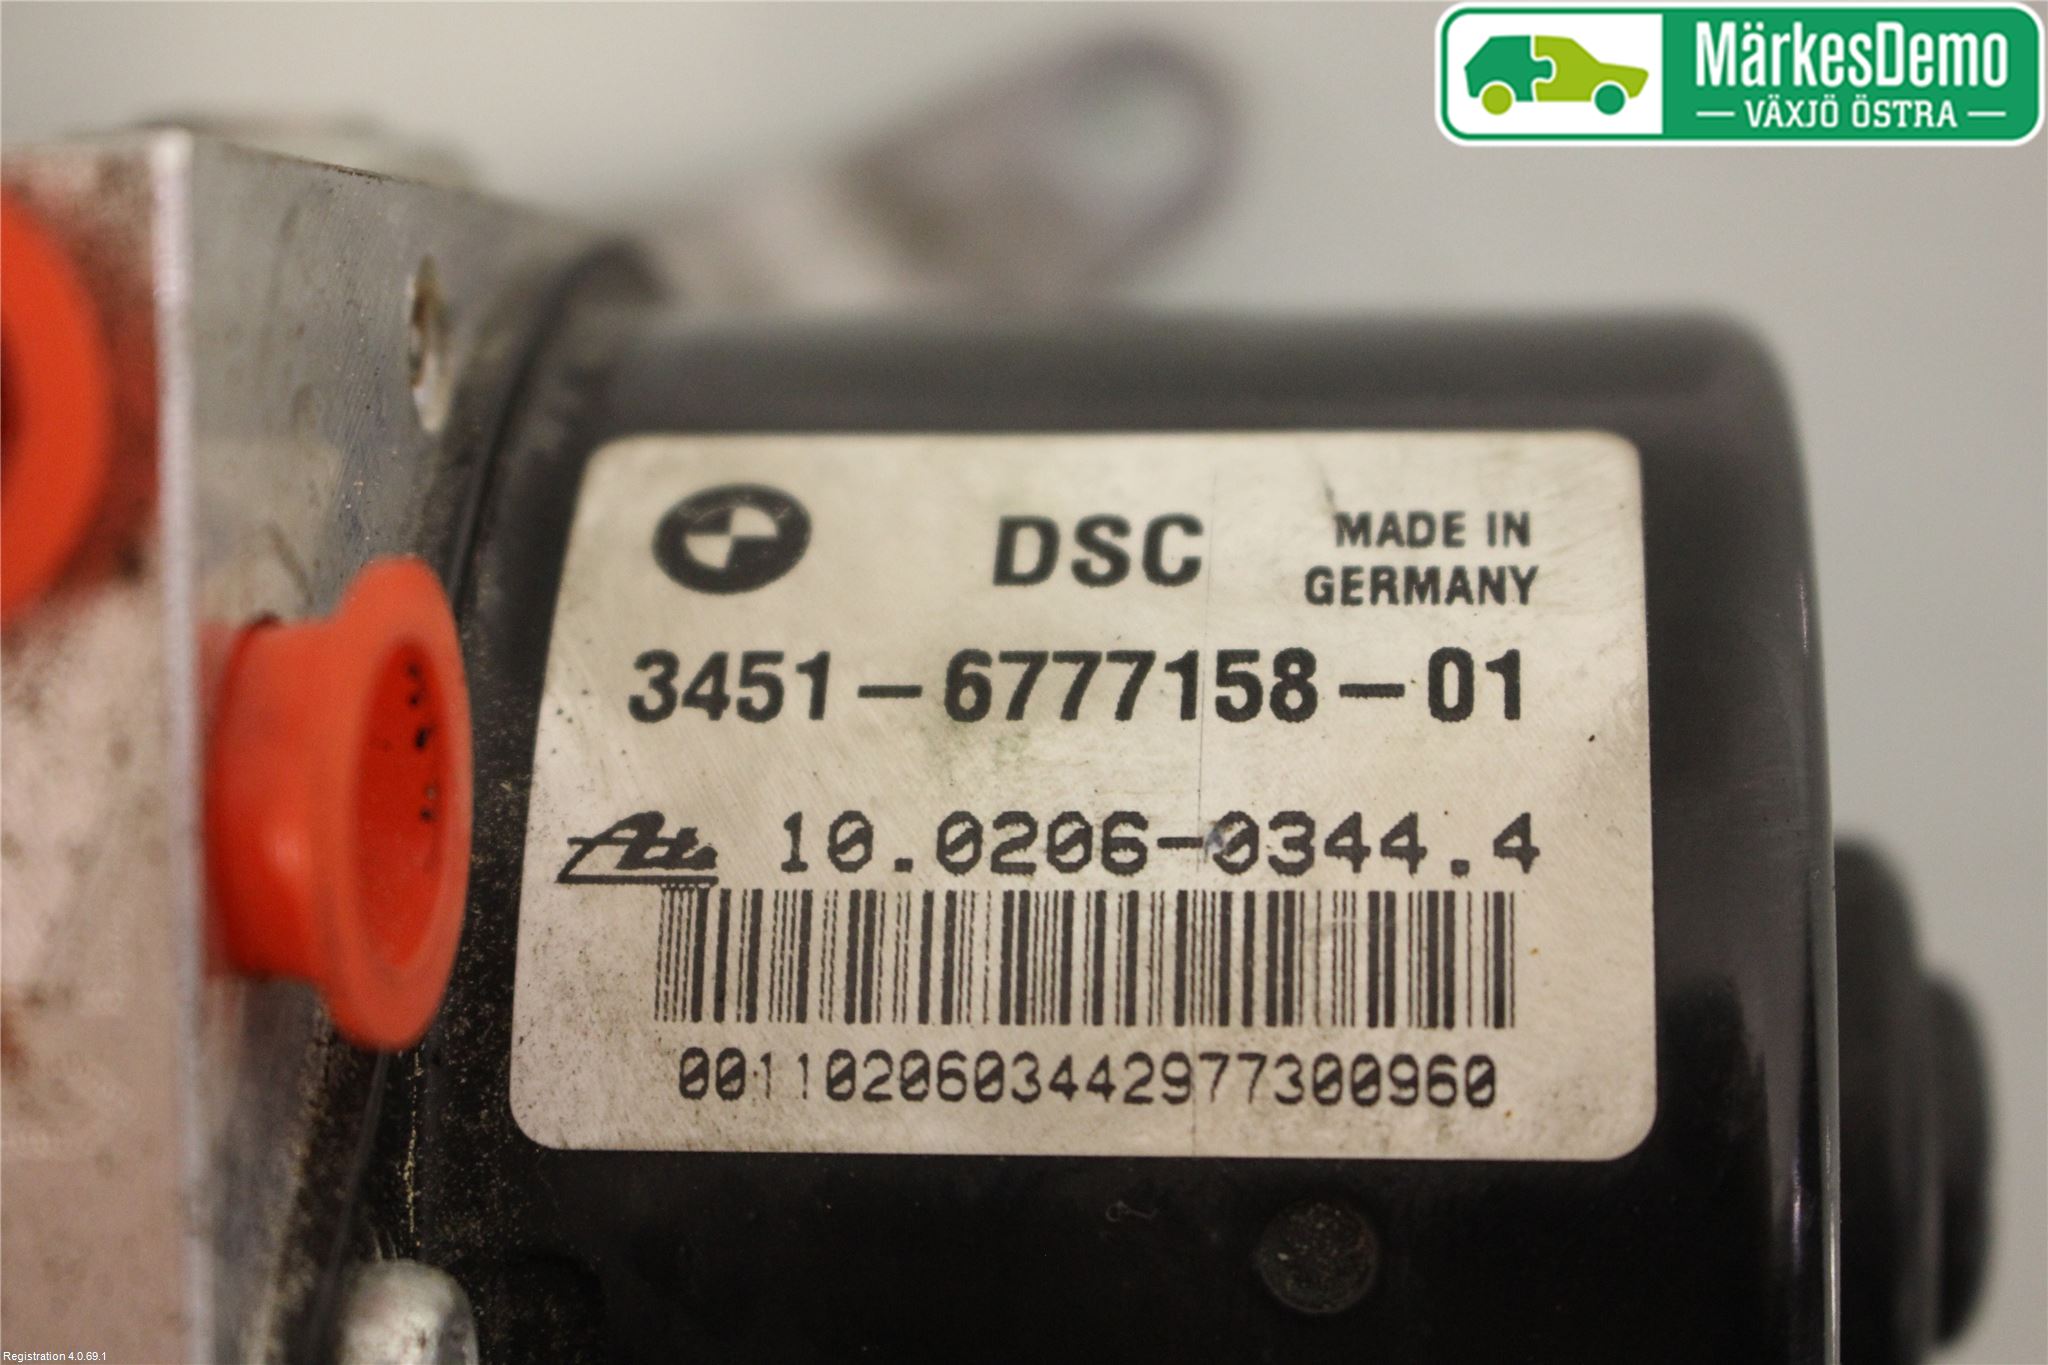 MärkesDemo
VÄXJÖ ÖSTRA
DSC
MADE IN
GERMANY
3451-6777158-01
Ate 10.0206-0344.4
0011020603442977300960
Registration 4.0.69.1